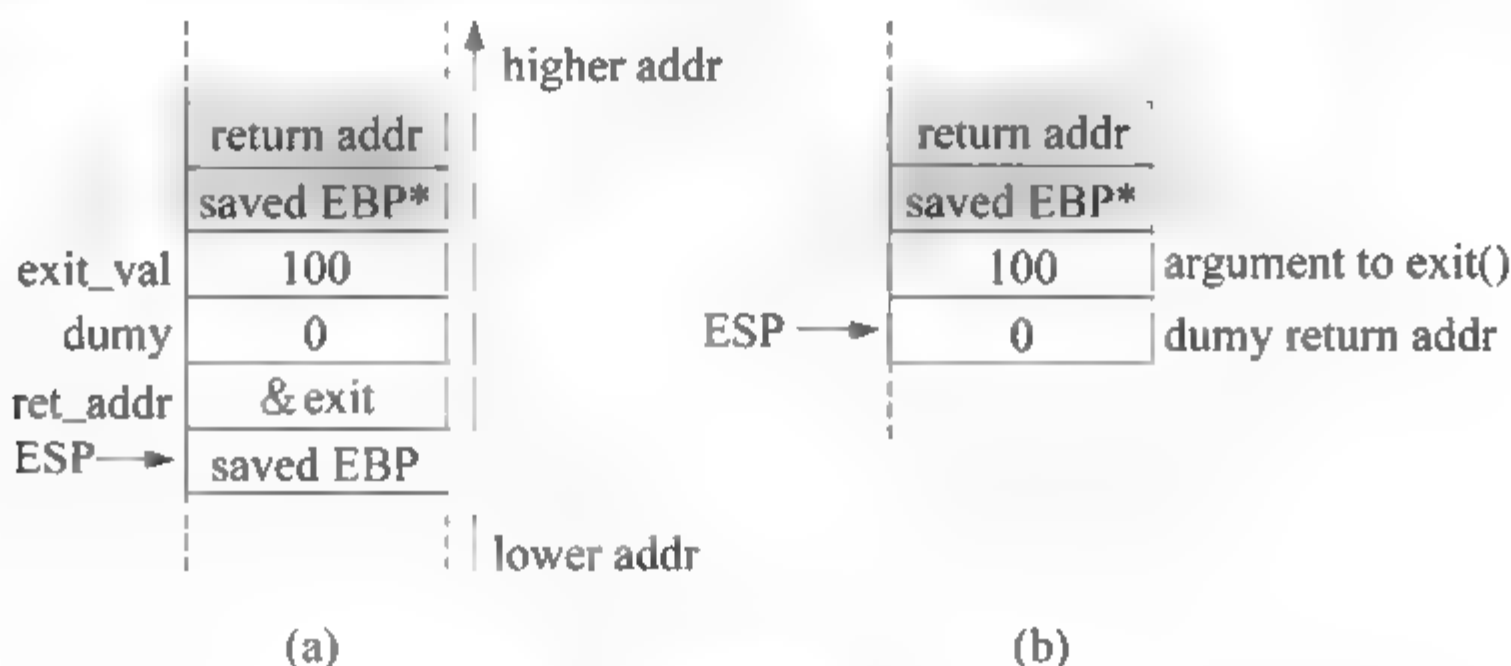 higher addr
return addr
saved EBP*
exit_val 100
dumy 0
ret_addr &exit
ESP saved EBP
lower addr
(a)
return addr
saved EBP*
100 argument to exit()
ESP 0 dumy return addr
(b)